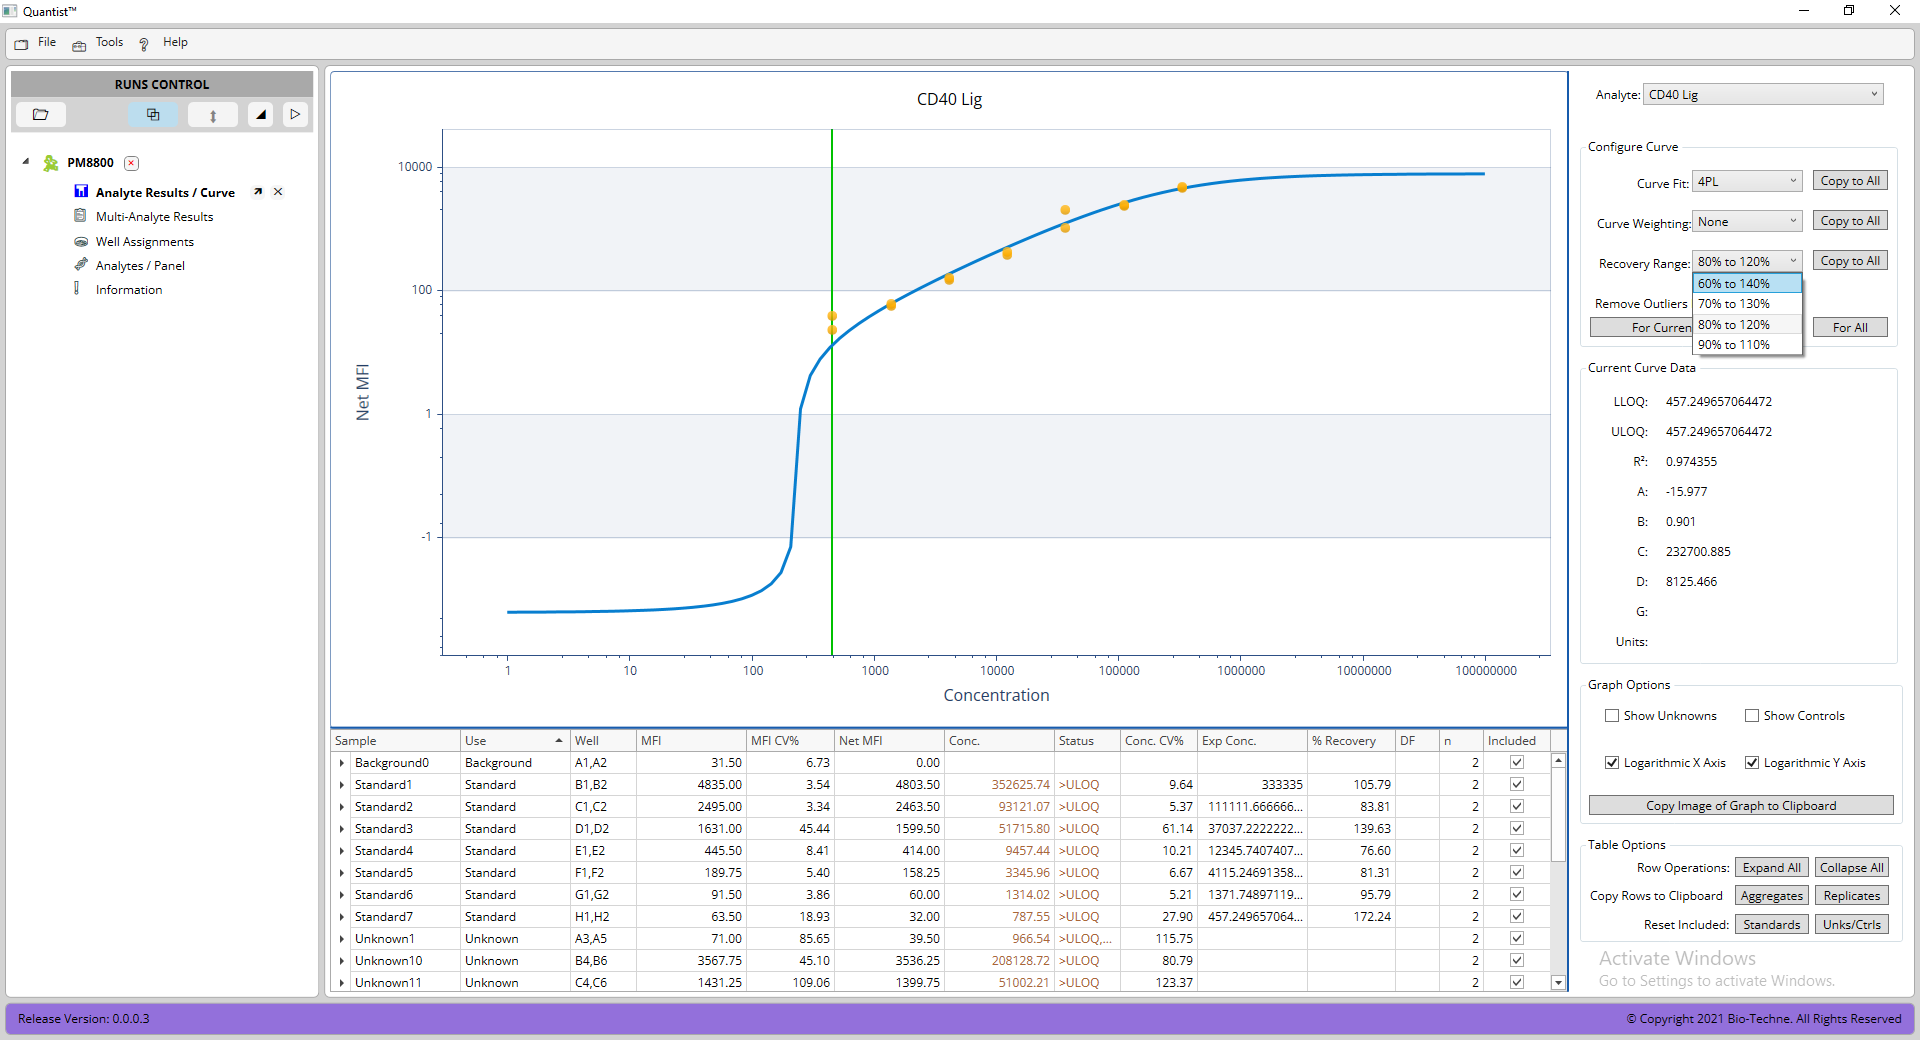 Quantist™
File Tools Help
RUNS CONTROL
PM8800
Analyte Results / Curve
Multi-Analyte Results
Well Assignments
Analytes / Panel
Information
CD40 Lig
Net MFI
10000
100
1
-1
1 10 100 1000 10000 100000 1000000 10000000 100000000
Concentration
Sample Use Well MFI MFI CV% Net MFI Conc. Status Conc. CV% Exp Conc. % Recovery DF n Included
Background0 Background A1,A2 31.50 6.73 0.00 2
Standard1 Standard B1,B2 4835.00 3.54 4803.50 352625.74 >ULOQ 9.64 333335 105.79 2
Standard2 Standard C1,C2 2495.00 3.34 2463.50 93121.07 >ULOQ 5.37 111111.666666... 83.81 2
Standard3 Standard D1,D2 1631.00 45.44 1599.50 51715.80 >ULOQ 61.14 37037.2222222... 139.63 2
Standard4 Standard E1,E2 445.50 8.41 414.00 9457.44 >ULOQ 10.21 12345.7407407... 76.60 2
Standard5 Standard F1,F2 189.75 5.40 158.25 3345.96 >ULOQ 6.67 4115.24691358... 81.31 2
Standard6 Standard G1,G2 91.50 3.86 60.00 1314.02 >ULOQ 5.21 1371.74897119... 95.79 2
Standard7 Standard H1,H2 63.50 18.93 32.00 787.55 >ULOQ 27.90 457.249657064... 172.24 2
Unknown1 Unknown A3,A5 71.00 85.65 39.50 966.54 >ULOQ,... 115.75 2
Unknown10 Unknown B4,B6 3567.75 45.10 3536.25 208128.72 >ULOQ 80.79 2
Unknown11 Unknown C4,C6 1431.25 109.06 1399.75 51002.21 >ULOQ 123.37 2
Analyte: CD40 Lig
Configure Curve
Curve Fit: 4PL Copy to All
Curve Weighting: None Copy to All
Recovery Range: 80% to 120% Copy to All
60% to 140%
70% to 130%
80% to 120%
90% to 110%
Remove Outliers
For Curren For All
Current Curve Data
LLOQ: 457.249657064472
ULOQ: 457.249657064472
R²: 0.974355
A: -15.977
B: 0.901
C: 232700.885
D: 8125.466
G:
Units:
Graph Options
Show Unknowns Show Controls
Logarithmic X Axis Logarithmic Y Axis
Copy Image of Graph to Clipboard
Table Options
Row Operations: Expand All Collapse All
Copy Rows to Clipboard Aggregates Replicates
Reset Included: Standards Unks/Ctrls
Activate Windows
Go to Settings to activate Windows.
Release Version: 0.0.0.3
© Copyright 2021 Bio-Techne. All Rights Reserved